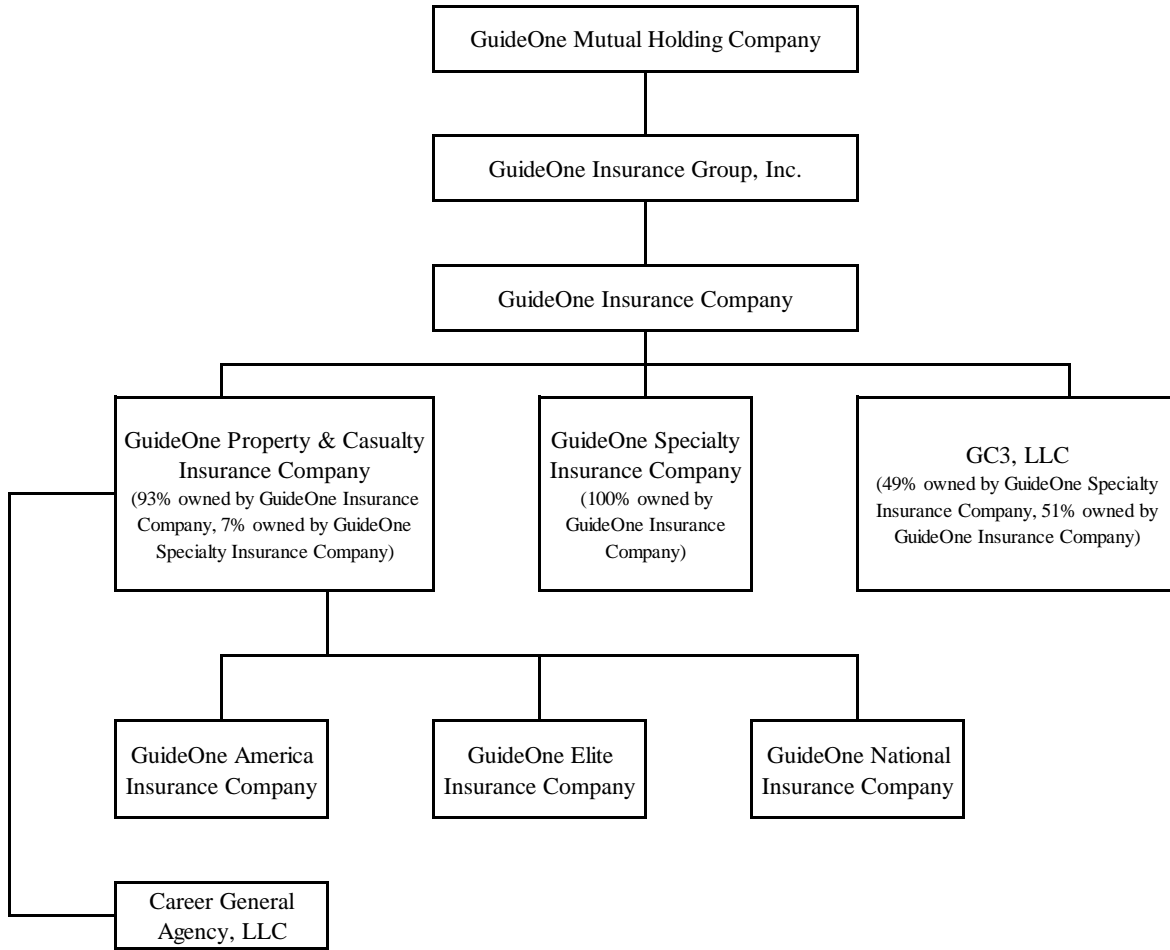 GuideOne Mutual Holding Company
GuideOne Insurance Group, Inc.
GuideOne Insurance Company
GuideOne Property & Casualty
Insurance Company
(93% owned by GuideOne Insurance
Company, 7% owned by GuideOne
Specialty Insurance Company)
GuideOne Specialty
Insurance Company
(100% owned by
GuideOne Insurance
Company)
GC3, LLC
(49% owned by GuideOne Specialty
Insurance Company, 51% owned by
GuideOne Insurance Company)
GuideOne America
Insurance Company
GuideOne Elite
Insurance Company
GuideOne National
Insurance Company
Career General
Agency, LLC